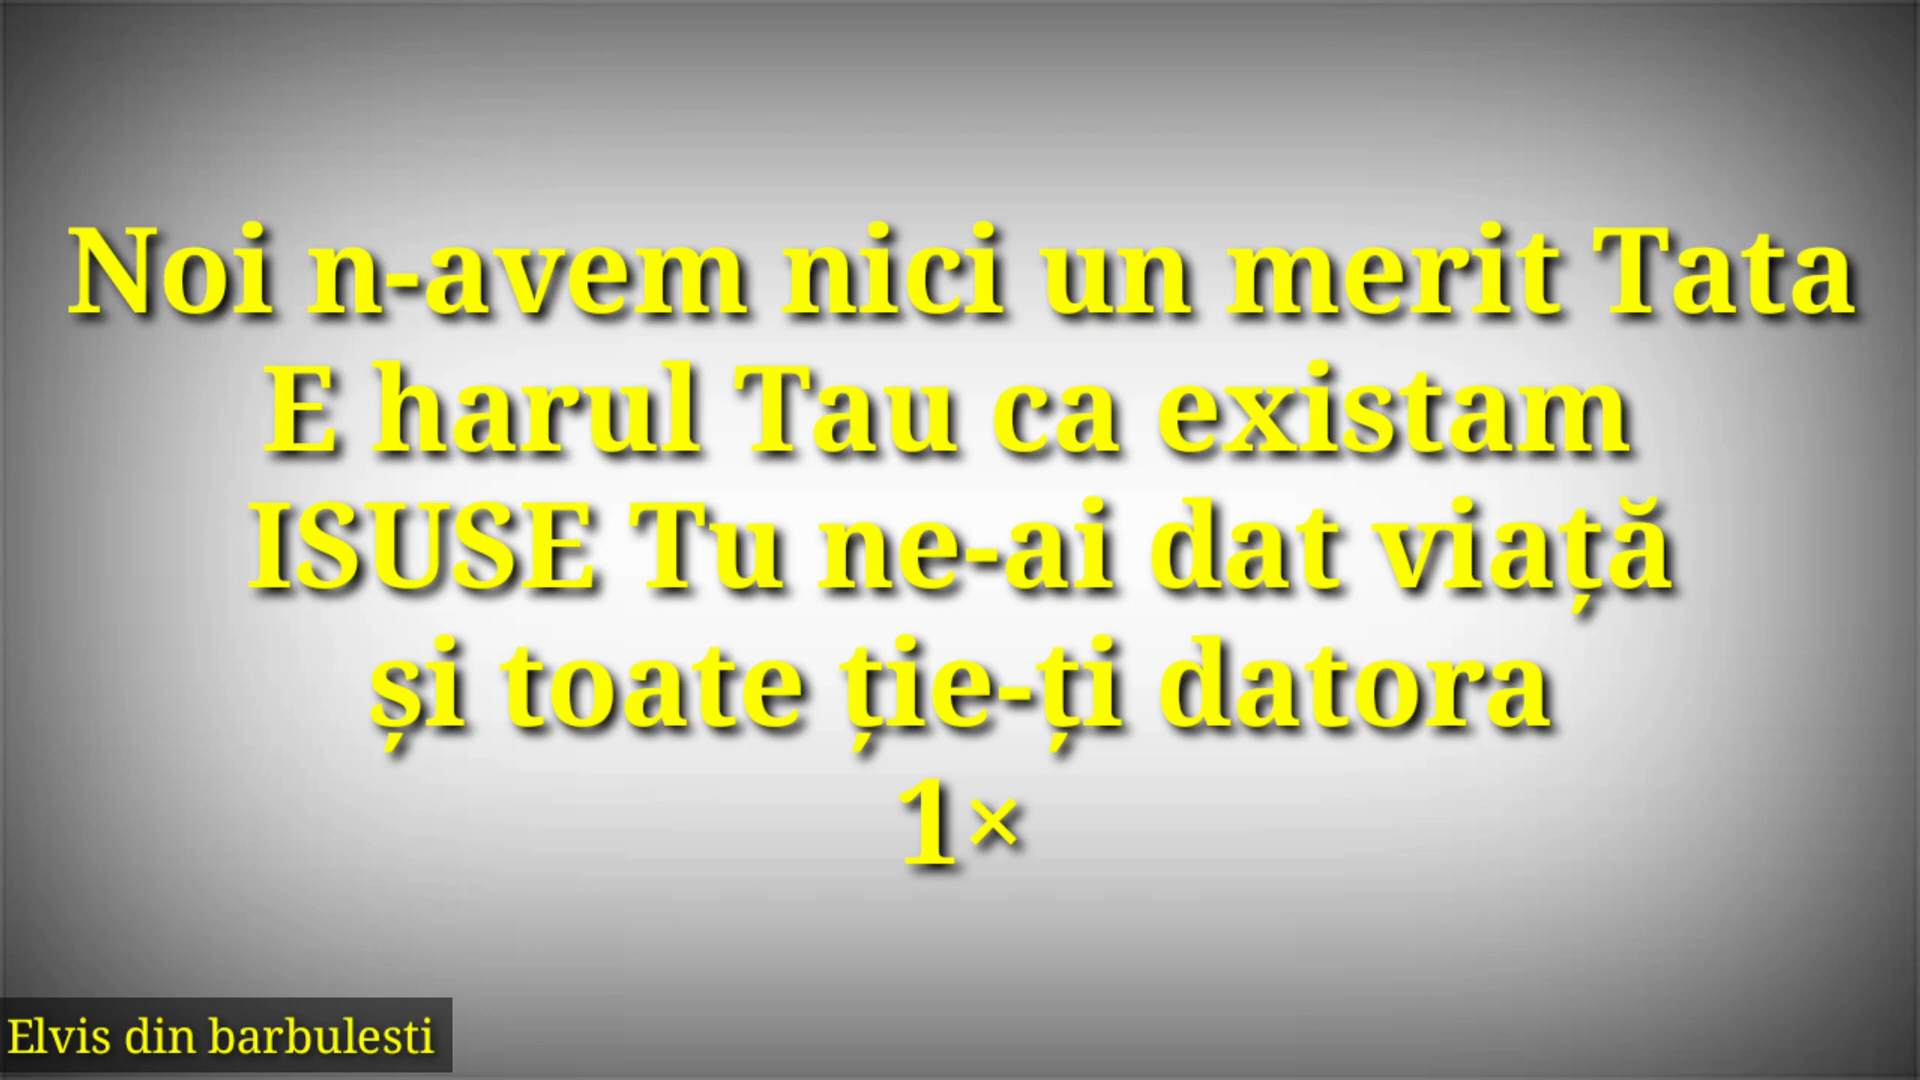 Noi n-avem nici un merit Tata
E harul Tau ca existam
ISUSE Tu ne-ai dat viață
și toate ție-ți datora
1×
Elvis din barbulesti